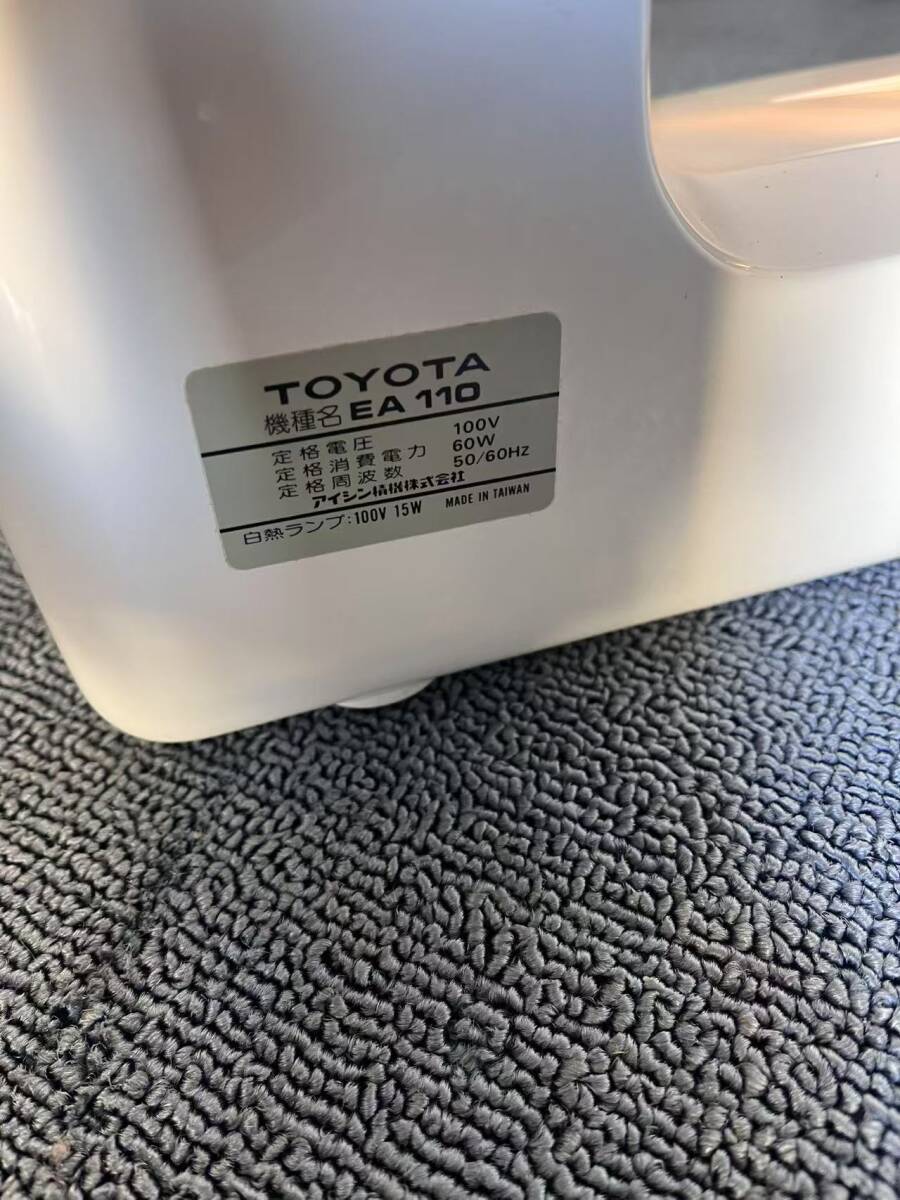 TOYOTA
機種名 EA 110
定格電圧 100V
定格消費電力 60W
定格周波数 50/60Hz
アイシン精機株式会社
白熱ランプ:100V 15W MADE IN TAIWAN